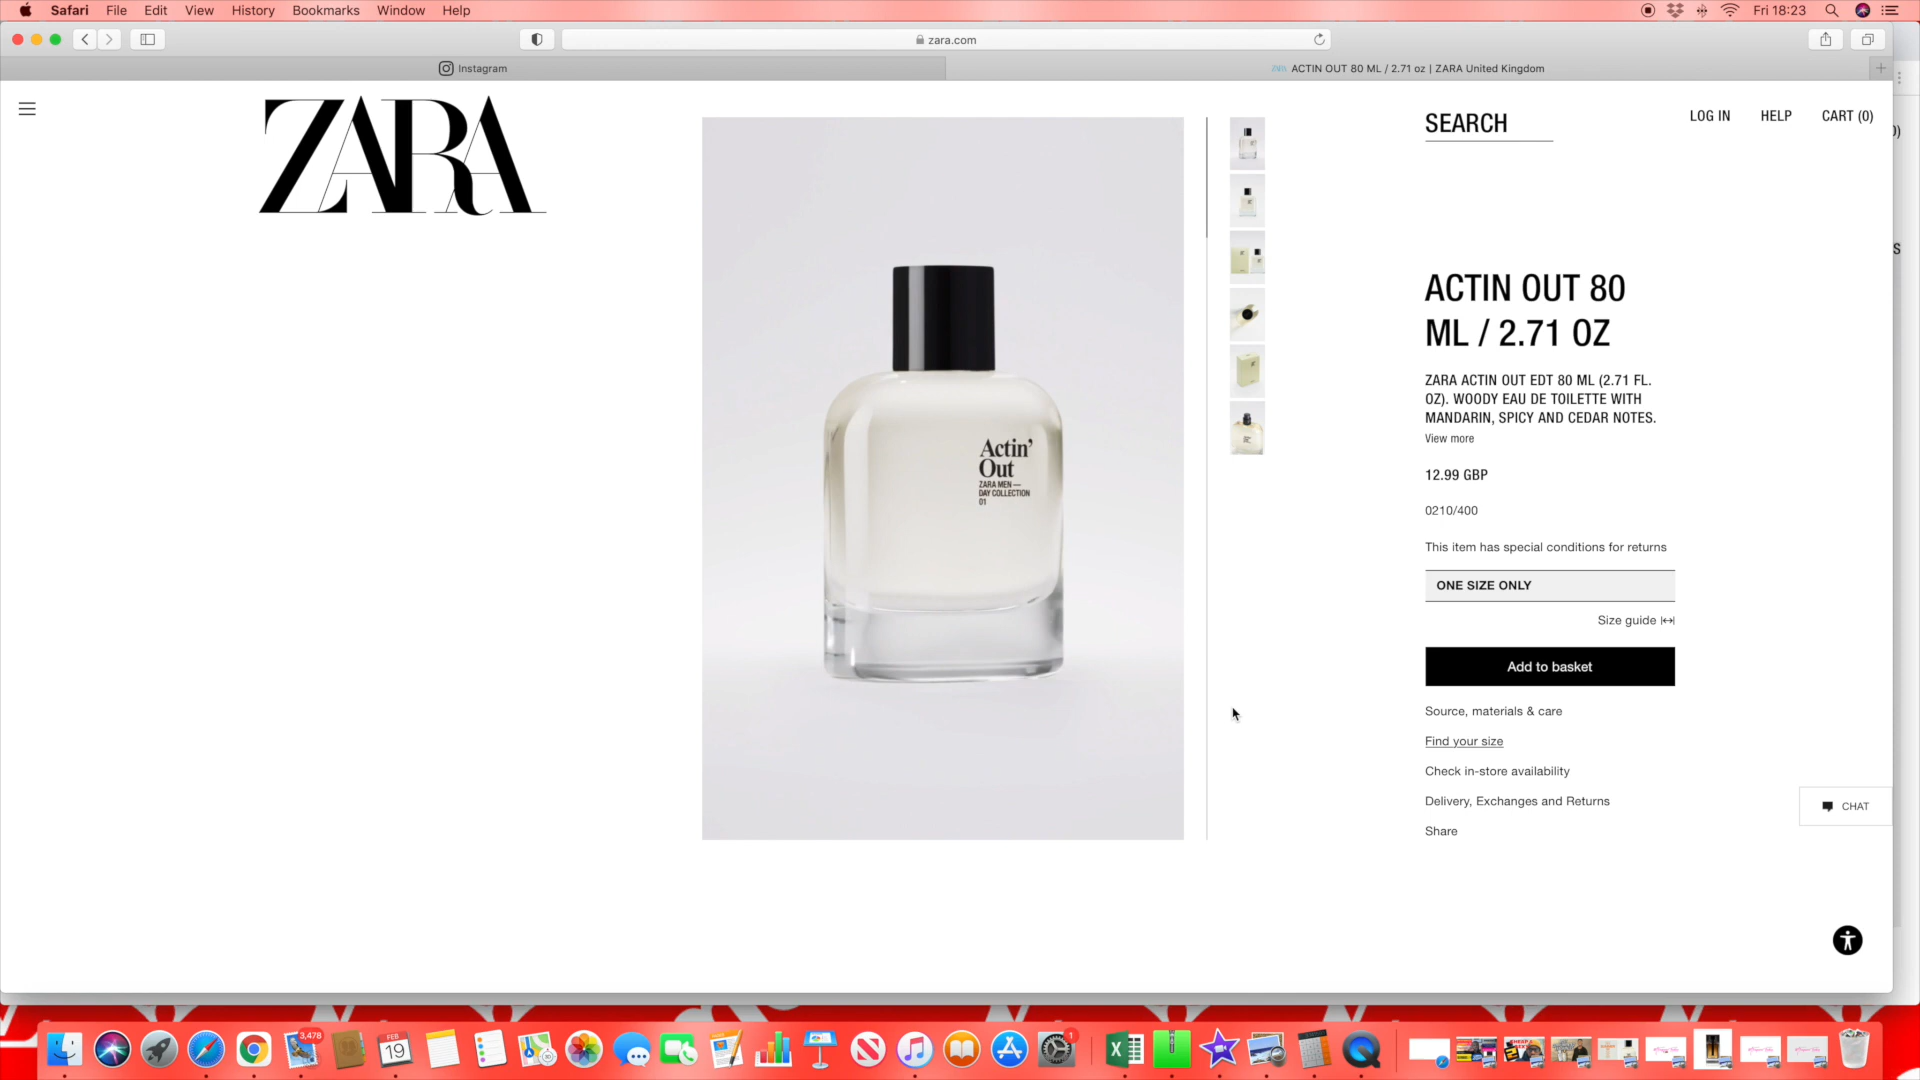 Safari File Edit View History Bookmarks Window Help
Fri 18:23
zara.com
Instagram
ACTIN OUT 80 ML / 2.71 oz | ZARA United Kingdom
ZARA
SEARCH
LOG IN HELP CART (0)
ACTIN OUT 80
ML / 2.71 OZ
ZARA ACTIN OUT EDT 80 ML (2.71 FL.
OZ). WOODY EAU DE TOILETTE WITH
MANDARIN, SPICY AND CEDAR NOTES.
View more
12.99 GBP
0210/400
This item has special conditions for returns
ONE SIZE ONLY
Size guide
Add to basket
Source, materials & care
Find your size
Check in-store availability
Delivery, Exchanges and Returns
Share
CHAT
Actin'
Out
ZARA MEN —
DAY COLLECTION
01
3,478
FEB
19
1